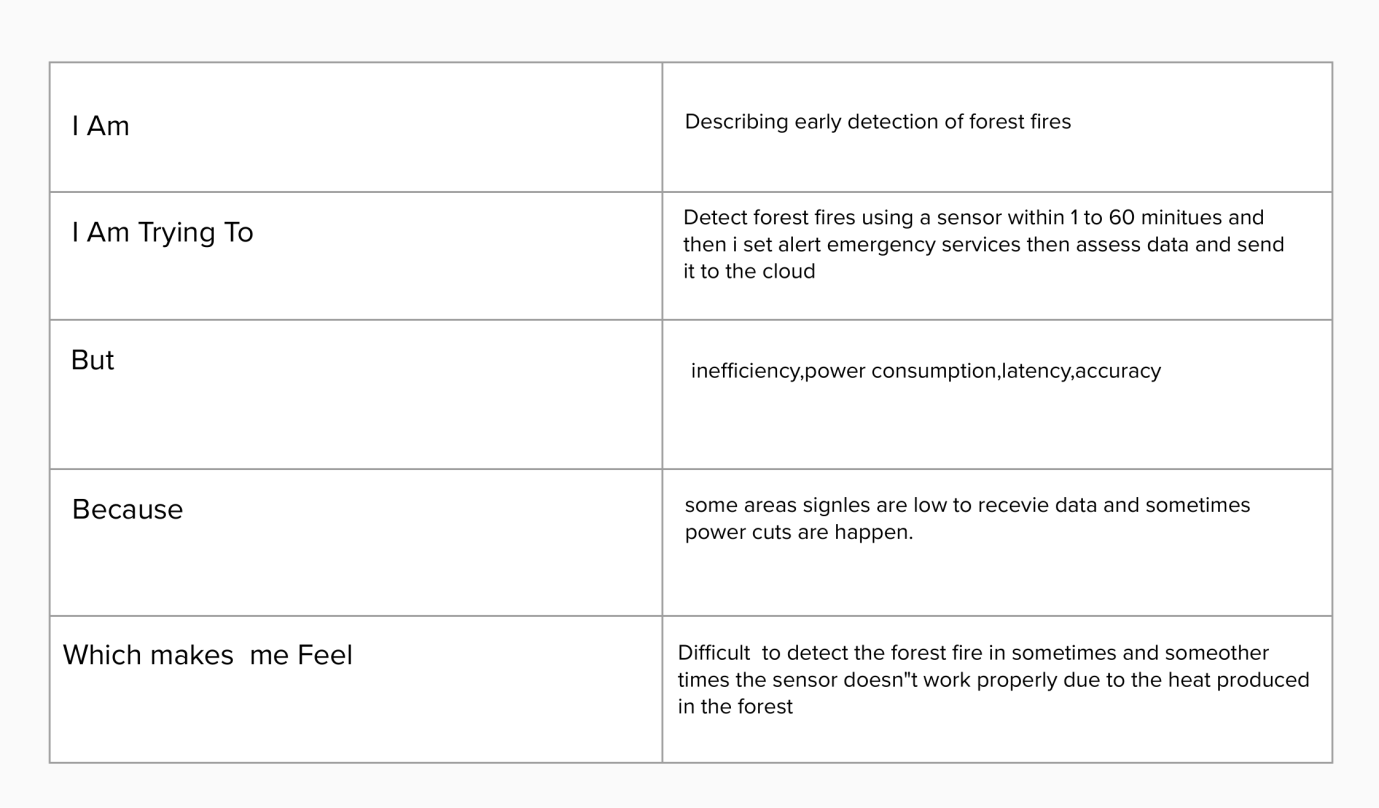 I Am
Describing early detection of forest fires
I Am Trying To
Detect forest fires using a sensor within 1 to 60 minitues and
then i set alert emergency services then assess data and send
it to the cloud
But
inefficiency,power consumption,latency,accuracy
Because
some areas signles are low to recevie data and sometimes
power cuts are happen.
Which makes  me Feel
Difficult  to detect the forest fire in sometimes and someother
times the sensor doesn"t work properly due to the heat produced
in the forest